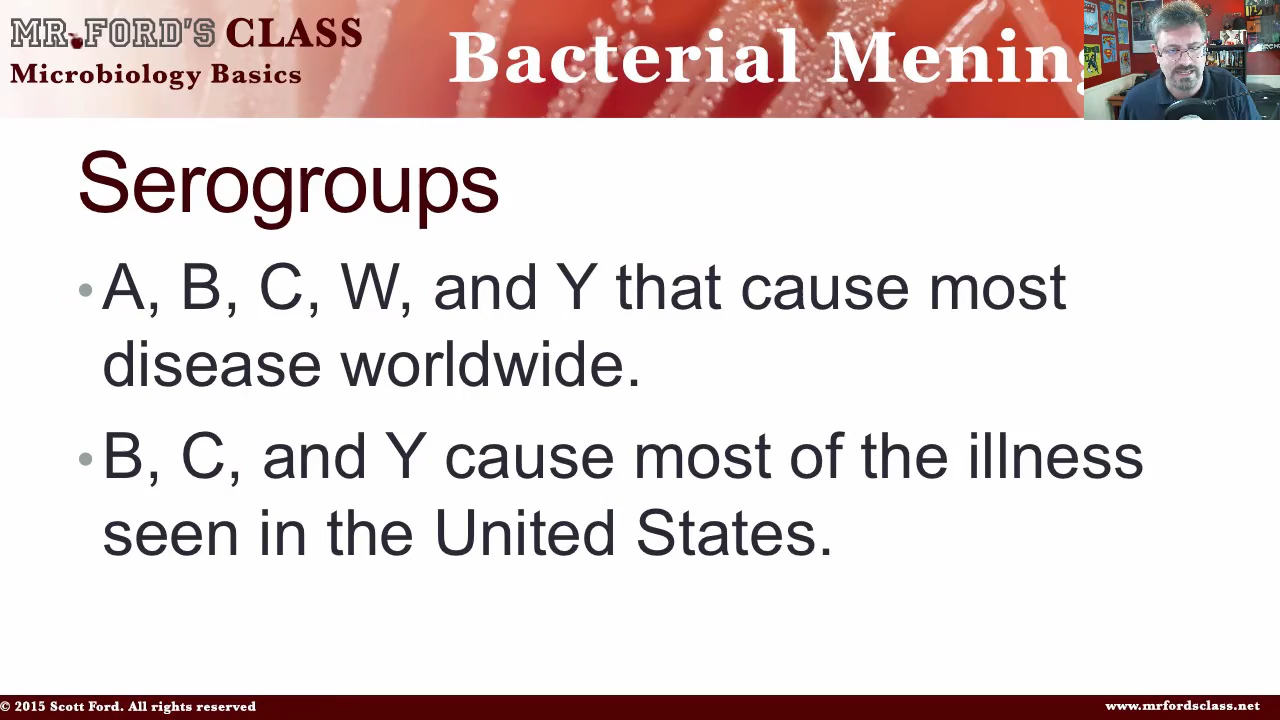 MR. FORD'S CLASS
Microbiology Basics
Bacterial Mening
Serogroups
• A, B, C, W, and Y that cause most
disease worldwide.
• B, C, and Y cause most of the illness
seen in the United States.
© 2015 Scott Ford. All rights reserved
www.mrfordsclass.net